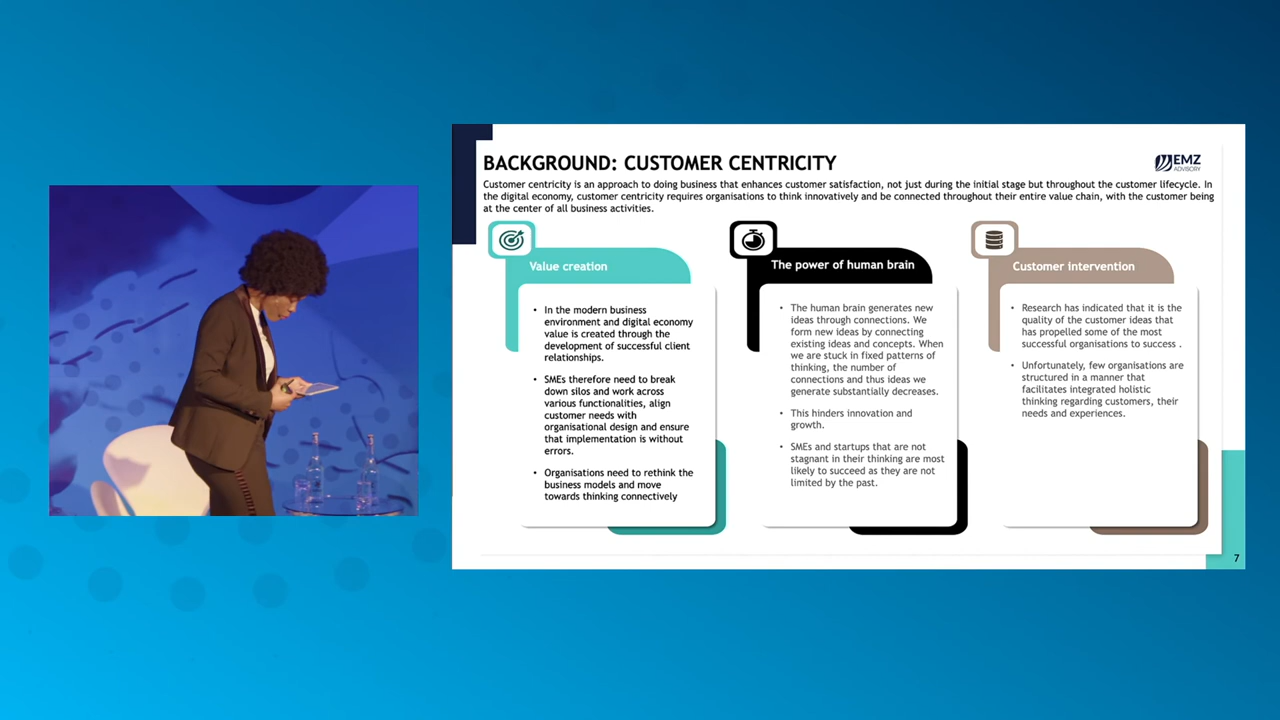 BACKGROUND: CUSTOMER CENTRICITY
EMZ
ADVISORY
Customer centricity is an approach to doing business that enhances customer satisfaction, not just during the initial stage but throughout the customer lifecycle. In
the digital economy, customer centricity requires organisations to think innovatively and be connected throughout their entire value chain, with the customer being
at the center of all business activities.
Value creation
• In the modern business
environment and digital economy
value is created through the
development of successful client
relationships.
• SMEs therefore need to break
down silos and work across
various functionalities, align
customer needs with
organisational design and ensure
that implementation is without
errors.
• Organisations need to rethink the
business models and move
towards thinking connectively
The power of human brain
• The human brain generates new
ideas through connections. We
form new ideas by connecting
existing ideas and concepts. When
we are stuck in fixed patterns of
thinking, the number of
connections and thus ideas we
generate substantially decreases.
• This hinders innovation and
growth.
• SMEs and startups that are not
stagnant in their thinking are most
likely to succeed as they are not
limited by the past.
Customer intervention
• Research has indicated that it is the
quality of the customer ideas that
has propelled some of the most
successful organisations to success .
• Unfortunately, few organisations are
structured in a manner that
facilitates integrated holistic
thinking regarding customers, their
needs and experiences.
7